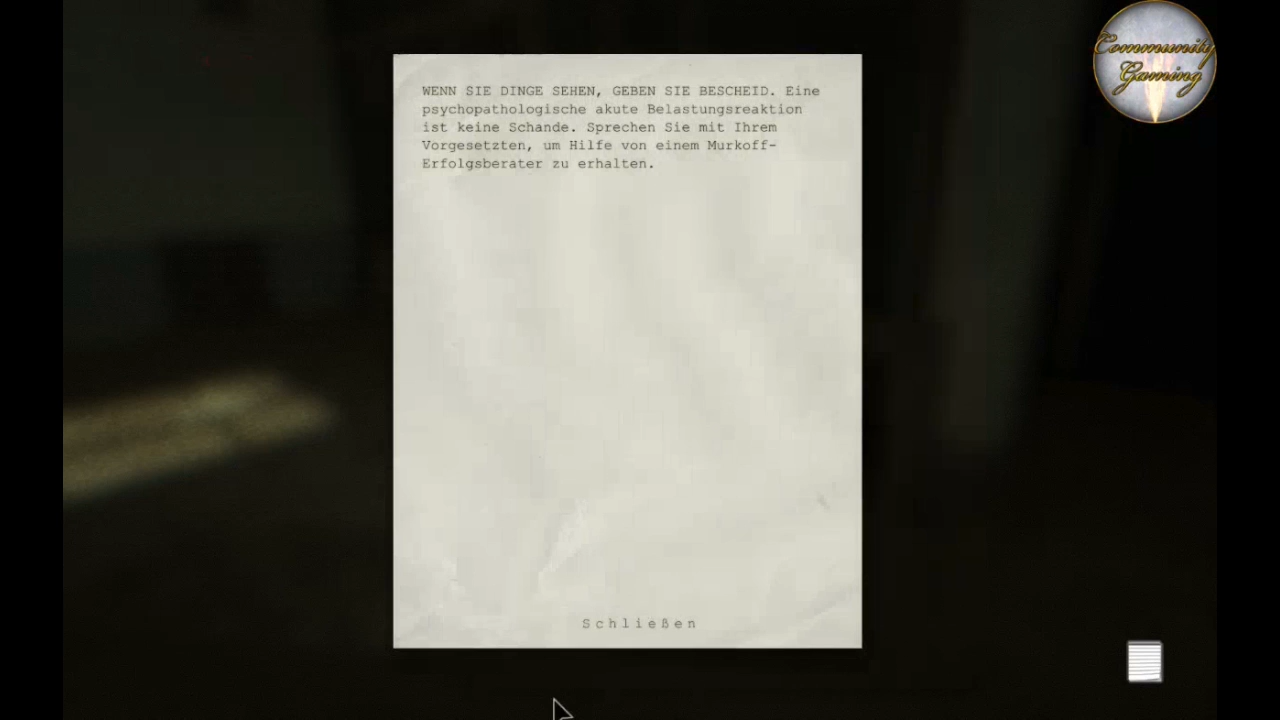 Community
Gaming
WENN SIE DINGE SEHEN, GEBEN SIE BESCHEID. Eine
psychopathologische akute Belastungsreaktion
ist keine Schande. Sprechen Sie mit Ihrem
Vorgesetzten, um Hilfe von einem Murkoff-
Erfolgsberater zu erhalten.
Schließen